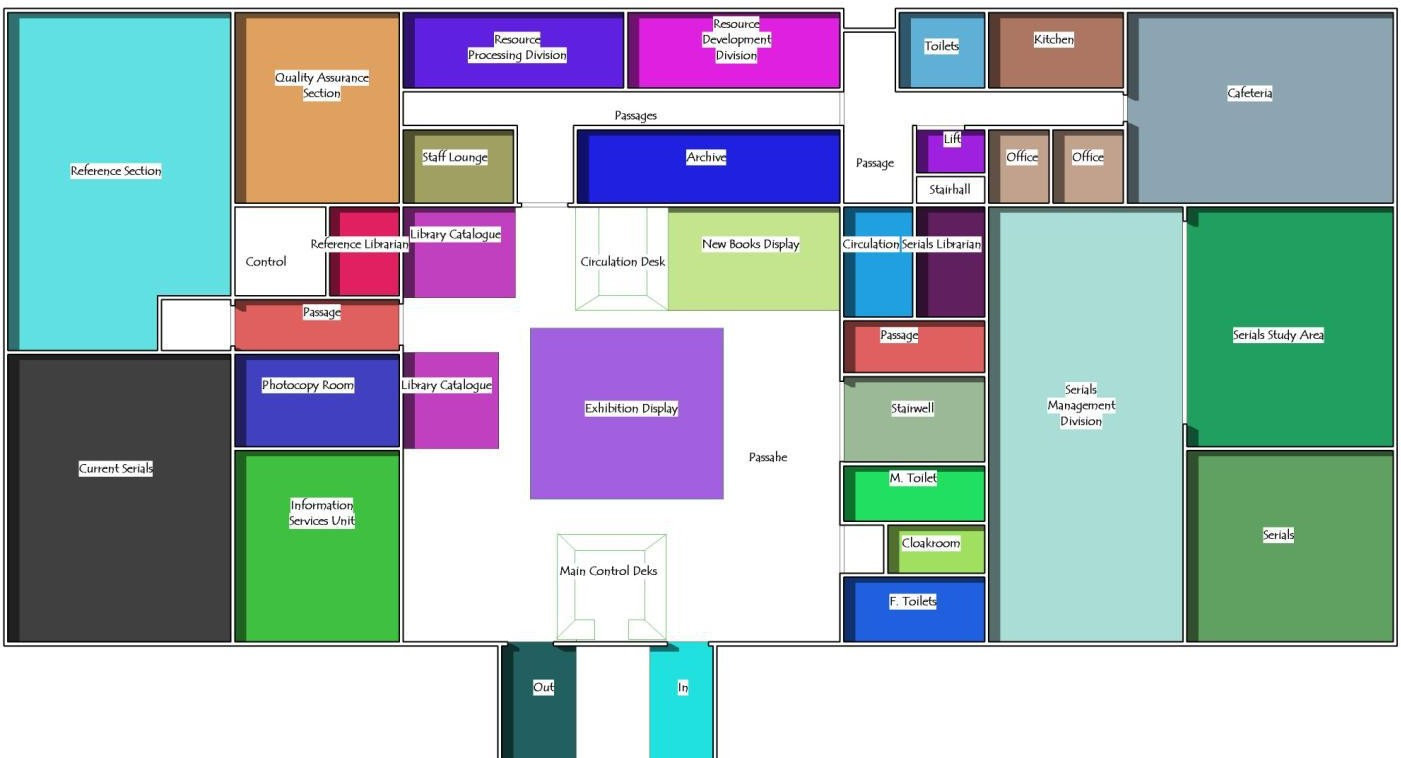 Resource
Processing Division
Resource
Development
Division
Toilets
Kitchen
Quality Assurance
Section
Cafeteria
Passages
Reference Section
Staff Lounge
Archive
Passage
Lift
Office
Office
Stairhall
Control
Reference Librarian
Library Catalogue
Circulation Desk
New Books Display
Circulation
Serials Librarian
Passage
Passage
Serials Study Area
Photocopy Room
Library Catalogue
Exhibition Display
Stairwell
Serials
Management
Division
Passahe
Current Serials
M. Toilet
Information
Services Unit
Cloakroom
Serials
Main Control Deks
F. Toilets
Out
In